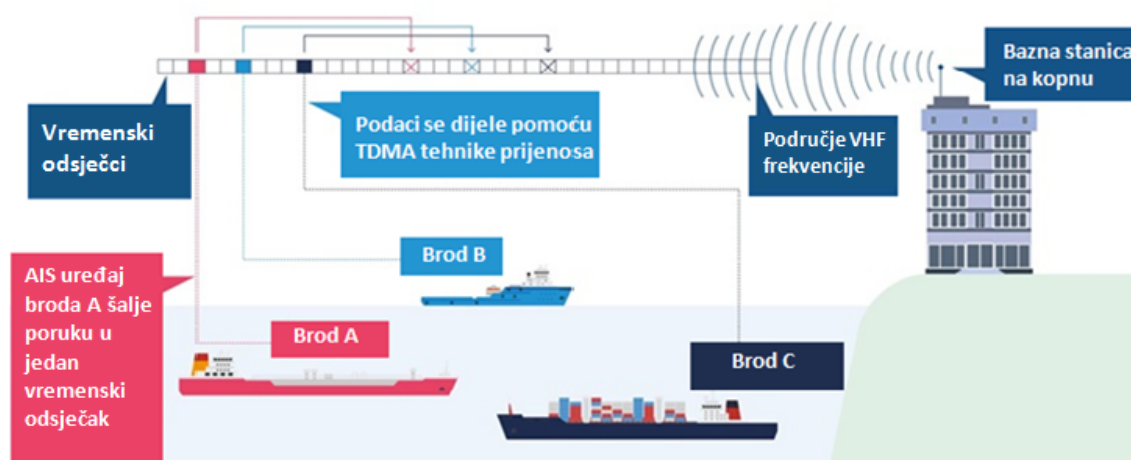 Bazna stanica
na kopnu
Vremenski
odsječci
Podaci se dijele pomoću
TDMA tehnike prijenosa
Područje VHF
frekvencije
Brod B
AIS uređaj
broda A šalje
poruku u
jedan
vremenski
odsječak
Brod A
Brod C